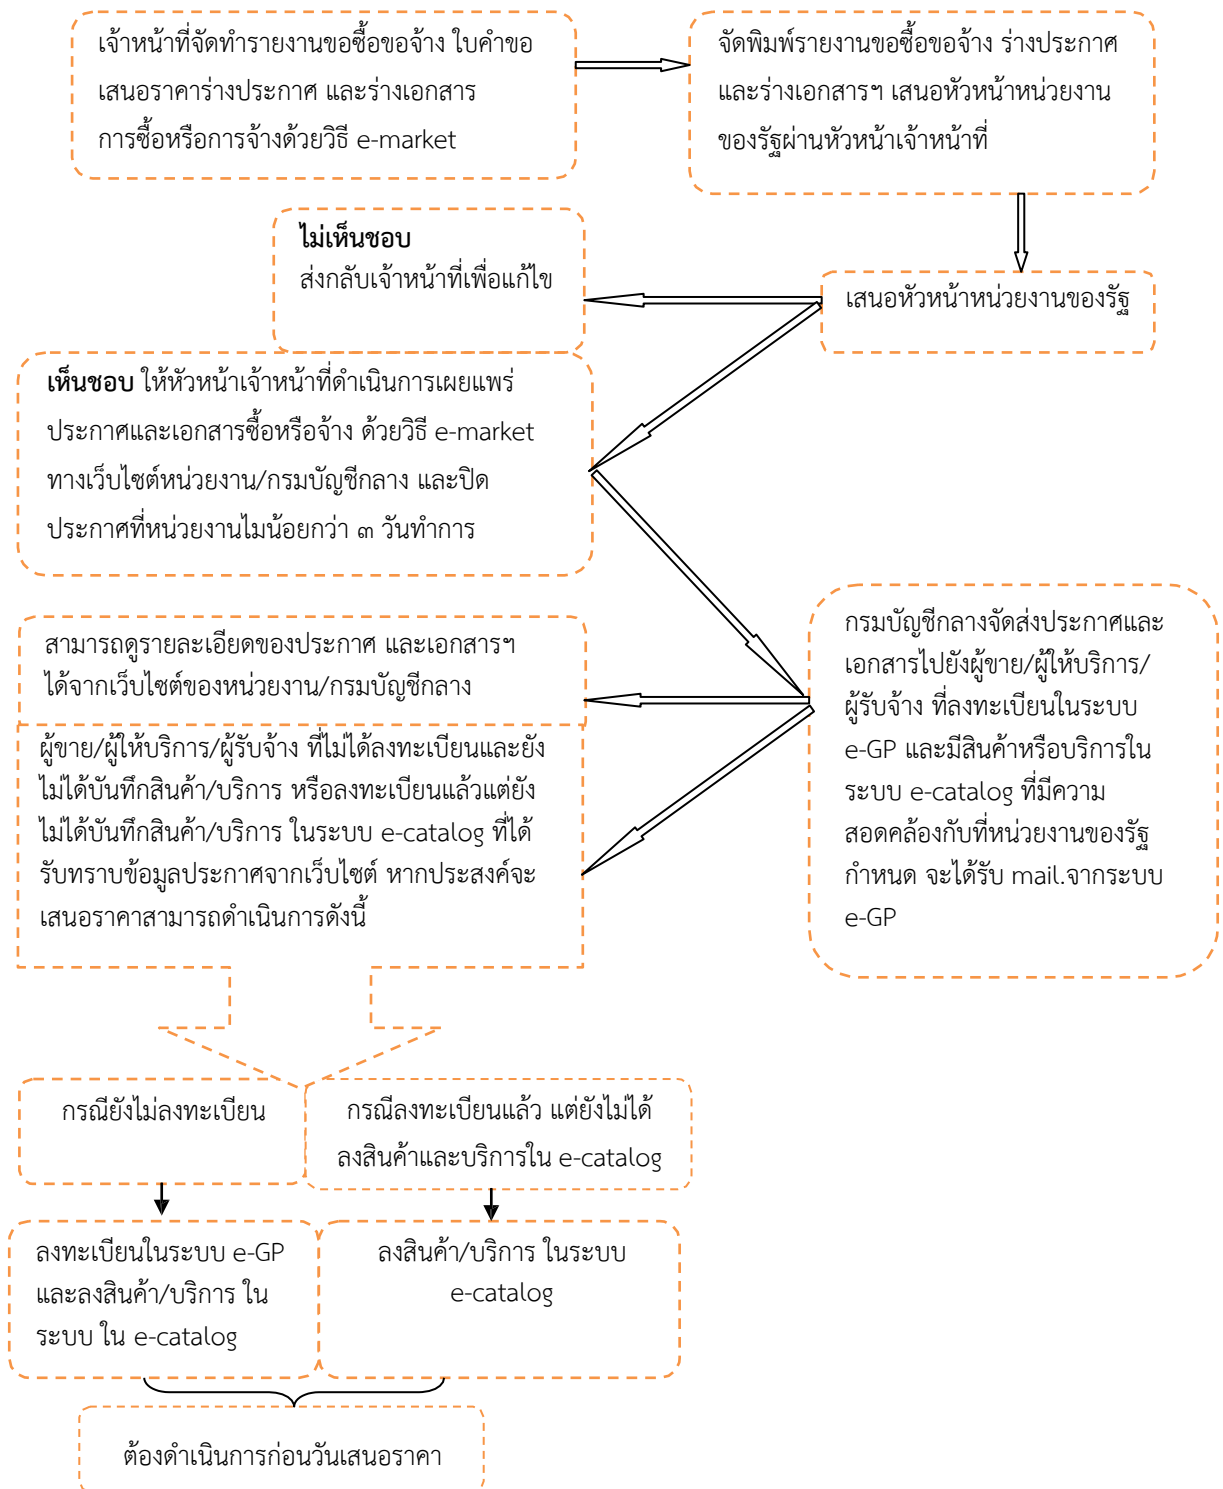 เจ้าหน้าที่จัดทำรายงานขอซื้อขอจ้าง ใบคำขอ
เสนอราคาร่างประกาศ และร่างเอกสาร
การซื้อหรือการจ้างด้วยวิธี e-market
จัดพิมพ์รายงานขอซื้อขอจ้าง ร่างประกาศ
และร่างเอกสารฯ เสนอหัวหน้าหน่วยงาน
ของรัฐผ่านหัวหน้าเจ้าหน้าที่
ไม่เห็นชอบ
ส่งกลับเจ้าหน้าที่เพื่อแก้ไข
เสนอหัวหน้าหน่วยงานของรัฐ
เห็นชอบ ให้หัวหน้าเจ้าหน้าที่ดำเนินการเผยแพร่
ประกาศและเอกสารซื้อหรือจ้าง ด้วยวิธี e-market
ทางเว็บไซต์หน่วยงาน/กรมบัญชีกลาง และปิด
ประกาศที่หน่วยงานไมน้อยกว่า ๓ วันทำการ
กรมบัญชีกลางจัดส่งประกาศและ
เอกสารไปยังผู้ขาย/ผู้ให้บริการ/
ผู้รับจ้าง ที่ลงทะเบียนในระบบ
e-GP และมีสินค้าหรือบริการใน
ระบบ e-catalog ที่มีความ
สอดคล้องกับที่หน่วยงานของรัฐ
กำหนด จะได้รับ mail.จากระบบ
e-GP
สามารถดูรายละเอียดของประกาศ และเอกสารฯ
ได้จากเว็บไซต์ของหน่วยงาน/กรมบัญชีกลาง
ผู้ขาย/ผู้ให้บริการ/ผู้รับจ้าง ที่ไม่ได้ลงทะเบียนและยัง
ไม่ได้บันทึกสินค้า/บริการ หรือลงทะเบียนแล้วแต่ยัง
ไม่ได้บันทึกสินค้า/บริการ ในระบบ e-catalog ที่ได้
รับทราบข้อมูลประกาศจากเว็บไซต์ หากประสงค์จะ
เสนอราคาสามารถดำเนินการดังนี้
กรณียังไม่ลงทะเบียน
กรณีลงทะเบียนแล้ว แต่ยังไม่ได้
ลงสินค้าและบริการใน e-catalog
ลงทะเบียนในระบบ e-GP
และลงสินค้า/บริการ ใน
ระบบ ใน e-catalog
ลงสินค้า/บริการ ในระบบ
e-catalog
ต้องดำเนินการก่อนวันเสนอราคา